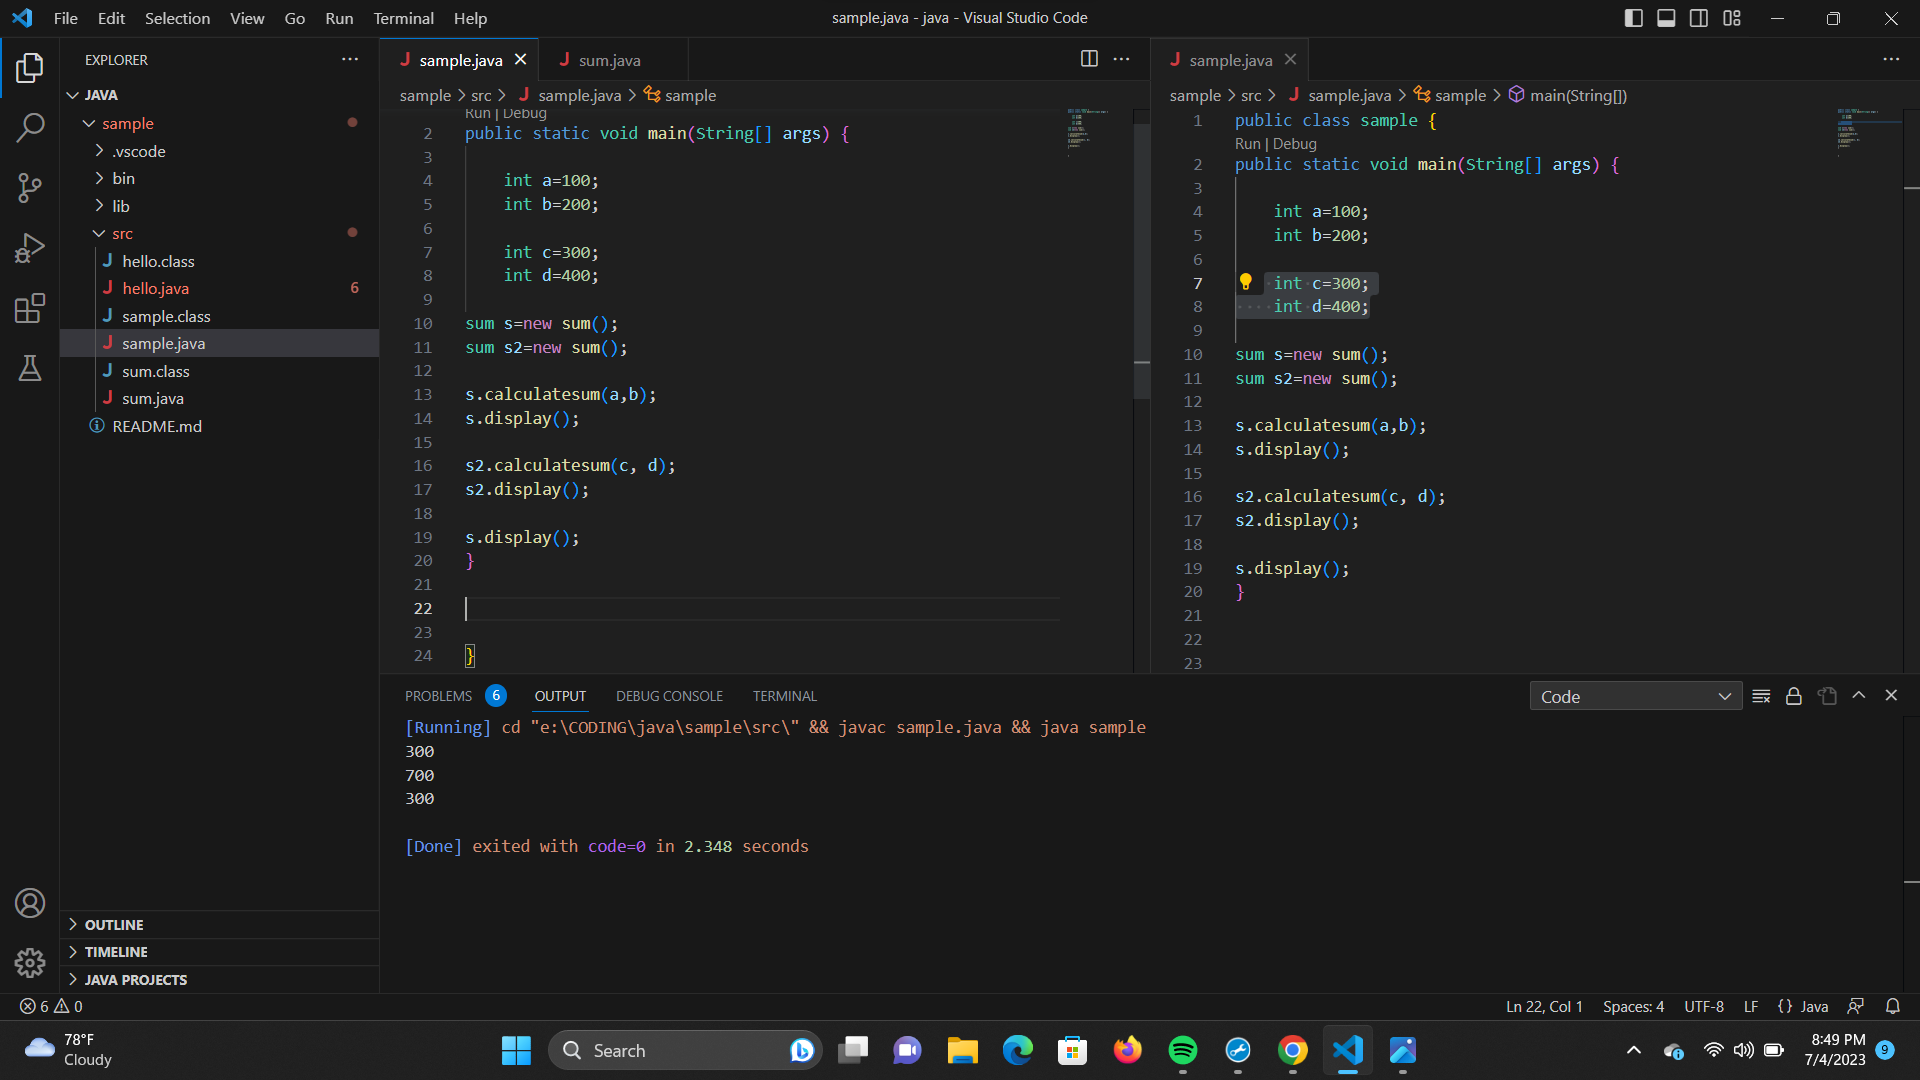 File Edit Selection View Go Run Terminal Help
sample.java - java - Visual Studio Code
EXPLORER
JAVA
sample
.vscode
bin
lib
src
hello.class
hello.java 6
sample.class
sample.java
sum.class
sum.java
README.md
OUTLINE
TIMELINE
JAVA PROJECTS
sample.java sum.java
sample > src > sample.java > sample
Run | Debug
2 public static void main(String[] args) {
3
4 int a=100;
5 int b=200;
6
7 int c=300;
8 int d=400;
9
10 sum s=new sum();
11 sum s2=new sum();
12
13 s.calculatesum(a,b);
14 s.display();
15
16 s2.calculatesum(c, d);
17 s2.display();
18
19 s.display();
20 }
21
22
23
24 }
sample.java
sample > src > sample.java > sample > main(String[])
1 public class sample {
Run | Debug
2 public static void main(String[] args) {
3
4 int a=100;
5 int b=200;
6
7 int c=300;
8 int d=400;
9
10 sum s=new sum();
11 sum s2=new sum();
12
13 s.calculatesum(a,b);
14 s.display();
15
16 s2.calculatesum(c, d);
17 s2.display();
18
19 s.display();
20 }
21
22
23
PROBLEMS 6 OUTPUT DEBUG CONSOLE TERMINAL
Code
[Running] cd "e:\CODING\java\sample\src\" && javac sample.java && java sample
300
700
300
[Done] exited with code=0 in 2.348 seconds
6 0
Ln 22, Col 1 Spaces: 4 UTF-8 LF {} Java
78°F
Cloudy
Search
8:49 PM
7/4/2023
9